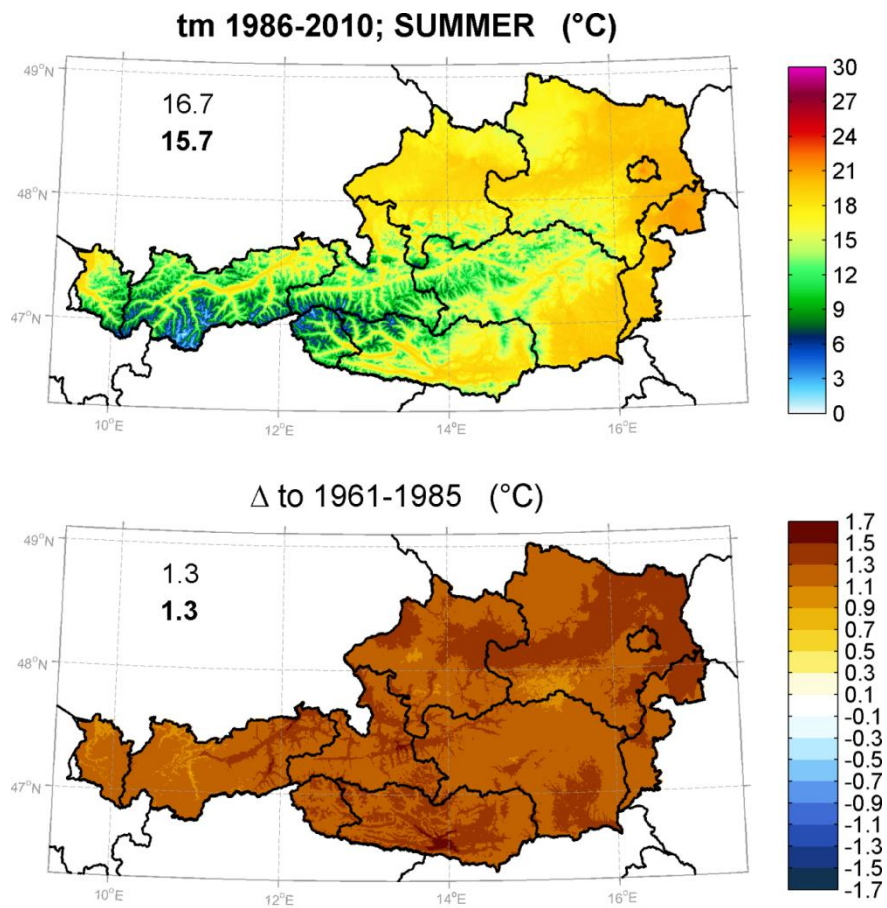 tm 1986-2010; SUMMER (°C)
49°N
16.7
15.7
48°N
47°N
10°E
12°E
14°E
16°E
30
27
24
21
18
15
12
9
6
3
0
Δ to 1961-1985 (°C)
49°N
1.3
1.3
48°N
47°N
10°E
12°E
14°E
16°E
1.7
1.5
1.3
1.1
0.9
0.7
0.5
0.3
0.1
-0.1
-0.3
-0.5
-0.7
-0.9
-1.1
-1.3
-1.5
-1.7